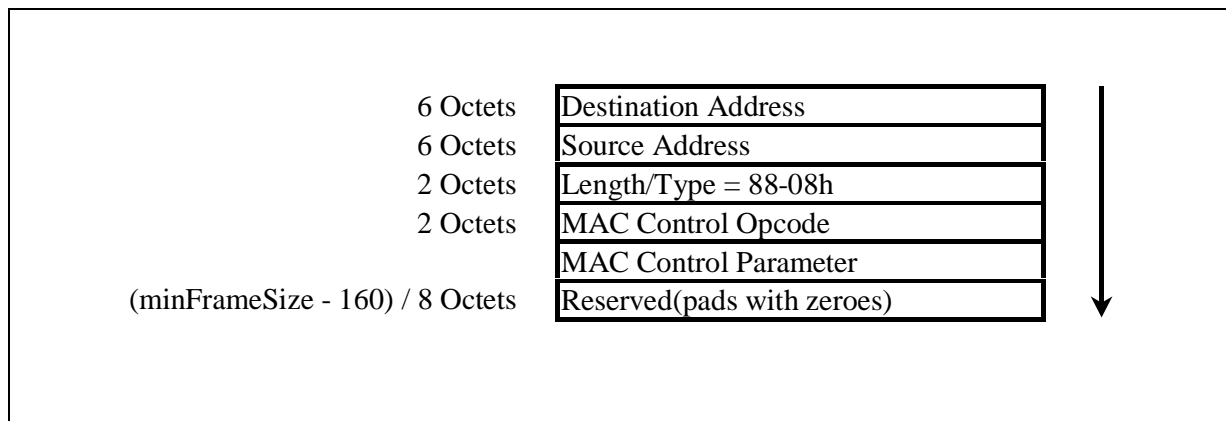 6 Octets Destination Address
6 Octets Source Address
2 Octets Length/Type = 88-08h
2 Octets MAC Control Opcode
MAC Control Parameter
(minFrameSize - 160) / 8 Octets Reserved(pads with zeroes)